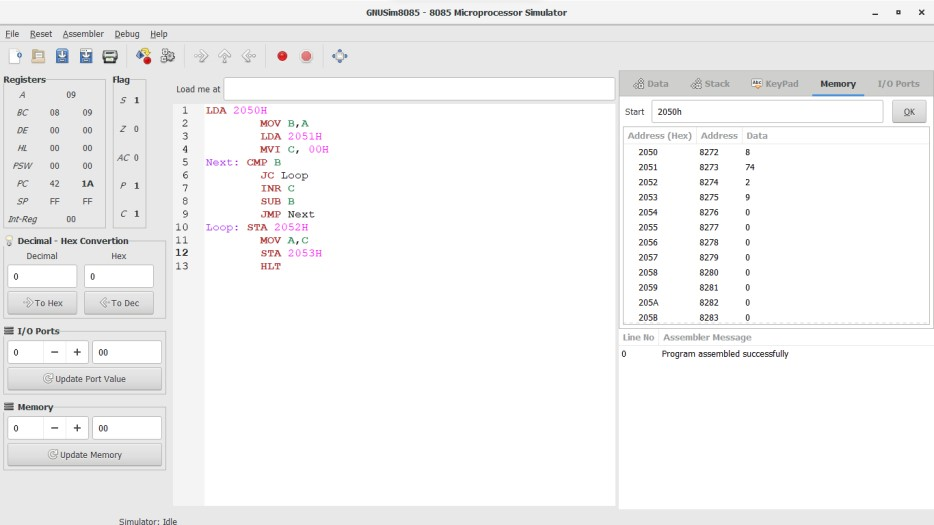 GNUSim8085 - 8085 Microprocessor Simulator
File Reset Assembler Debug Help
Registers
A 09
BC 08 09
DE 00 00
HL 00 00
PSW 00 00
PC 42 1A
SP FF FF
Int-Reg 00
Flag
S 1
Z 0
AC 0
P 1
C 1
Decimal - Hex Convertion
Decimal Hex
0 0
To Hex To Dec
I/O Ports
0 − + 00
Update Port Value
Memory
0 − + 00
Update Memory
Load me at
1 LDA 2050H
2 MOV B,A
3 LDA 2051H
4 MVI C, 00H
5 Next: CMP B
6 JC Loop
7 INR C
8 SUB B
9 JMP Next
10 Loop: STA 2052H
11 MOV A,C
12 STA 2053H
13 HLT
Data Stack KeyPad Memory I/O Ports
Start 2050h OK
Address (Hex) Address Data
2050 8272 8
2051 8273 74
2052 8274 2
2053 8275 9
2054 8276 0
2055 8277 0
2056 8278 0
2057 8279 0
2058 8280 0
2059 8281 0
205A 8282 0
205B 8283 0
Line No Assembler Message
0 Program assembled successfully
Simulator: Idle